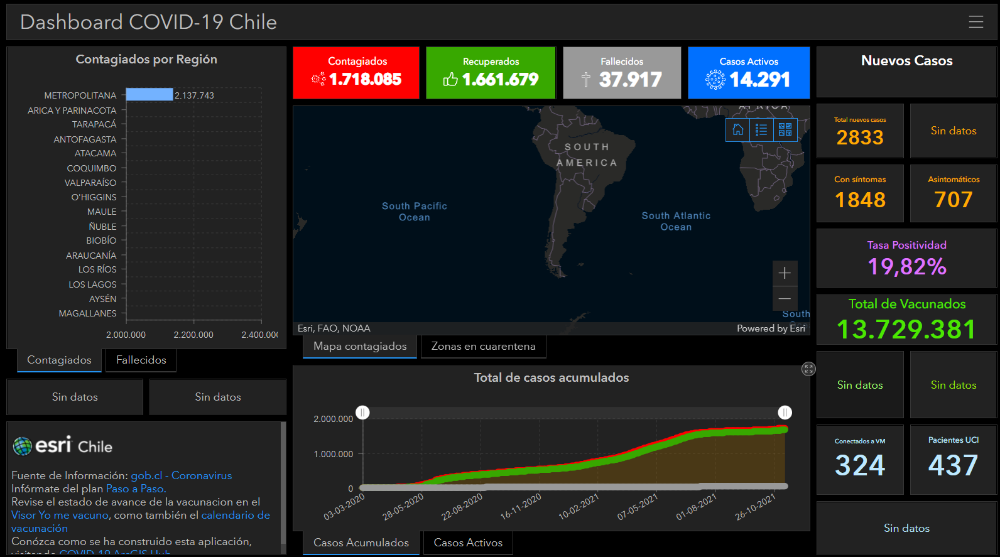 Dashboard COVID-19 Chile
Contagiados por Región
METROPOLITANA
2.137.743
ARICA Y PARINACOTA
TARAPACÁ
ANTOFAGASTA
ATACAMA
COQUIMBO
VALPARAÍSO
O'HIGGINS
MAULE
ÑUBLE
BIOBÍO
ARAUCANÍA
LOS RÍOS
LOS LAGOS
AYSÉN
MAGALLANES
2.000.000
2.200.000
2.400.00
Contagiados
Fallecidos
Sin datos
Sin datos
esri Chile
Fuente de Información: gob.cl - Coronavirus
Infórmate del plan Paso a Paso.
Revise el estado de avance de la vacunacion en el
Visor Yo me vacuno, como también el calendario de
vacunación
Conózca como se ha construido esta aplicación,
visitando COVID-19 ArcGIS Hub
Contagiados
1.718.085
Recuperados
1.661.679
Fallecidos
37.917
Casos Activos
14.291
AFRICA
SOUTH
AMERICA
South Pacific
Ocean
South Atlantic
Ocean
South
Esri, FAO, NOAA
Powered by Esri
Mapa contagiados
Zonas en cuarentena
Total de casos acumulados
2.000.000
1.000.000
0
03-03-2020
28-05-2020
22-08-2020
16-11-2020
10-02-2021
07-05-2021
01-08-2021
26-10-2021
Casos Acumulados
Casos Activos
Nuevos Casos
Total nuevos casos
2833
Sin datos
Con síntomas
1848
Asintomáticos
707
Tasa Positividad
19,82%
Total de Vacunados
13.729.381
Sin datos
Sin datos
Conectados a VM
324
Pacientes UCI
437
Sin datos